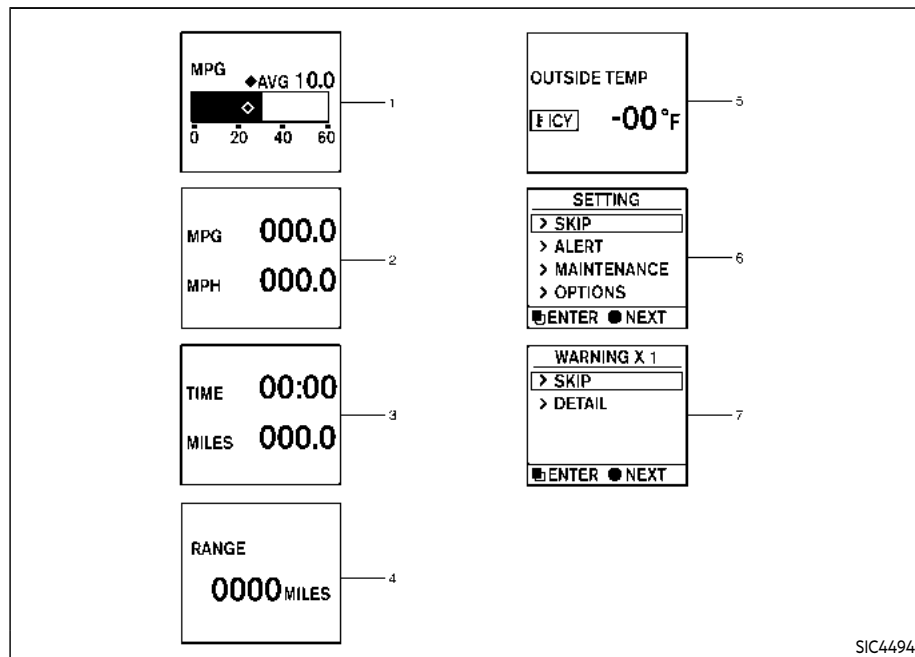 MPG
◆AVG 10.0
0 20 40 60
1
MPG 000.0
MPH 000.0
2
TIME 00:00
MILES 000.0
3
RANGE
0000 MILES
4
OUTSIDE TEMP
ICY -00°F
5
SETTING
> SKIP
> ALERT
> MAINTENANCE
> OPTIONS
ENTER ● NEXT
6
WARNING X 1
> SKIP
> DETAIL
ENTER ● NEXT
7
SIC4494